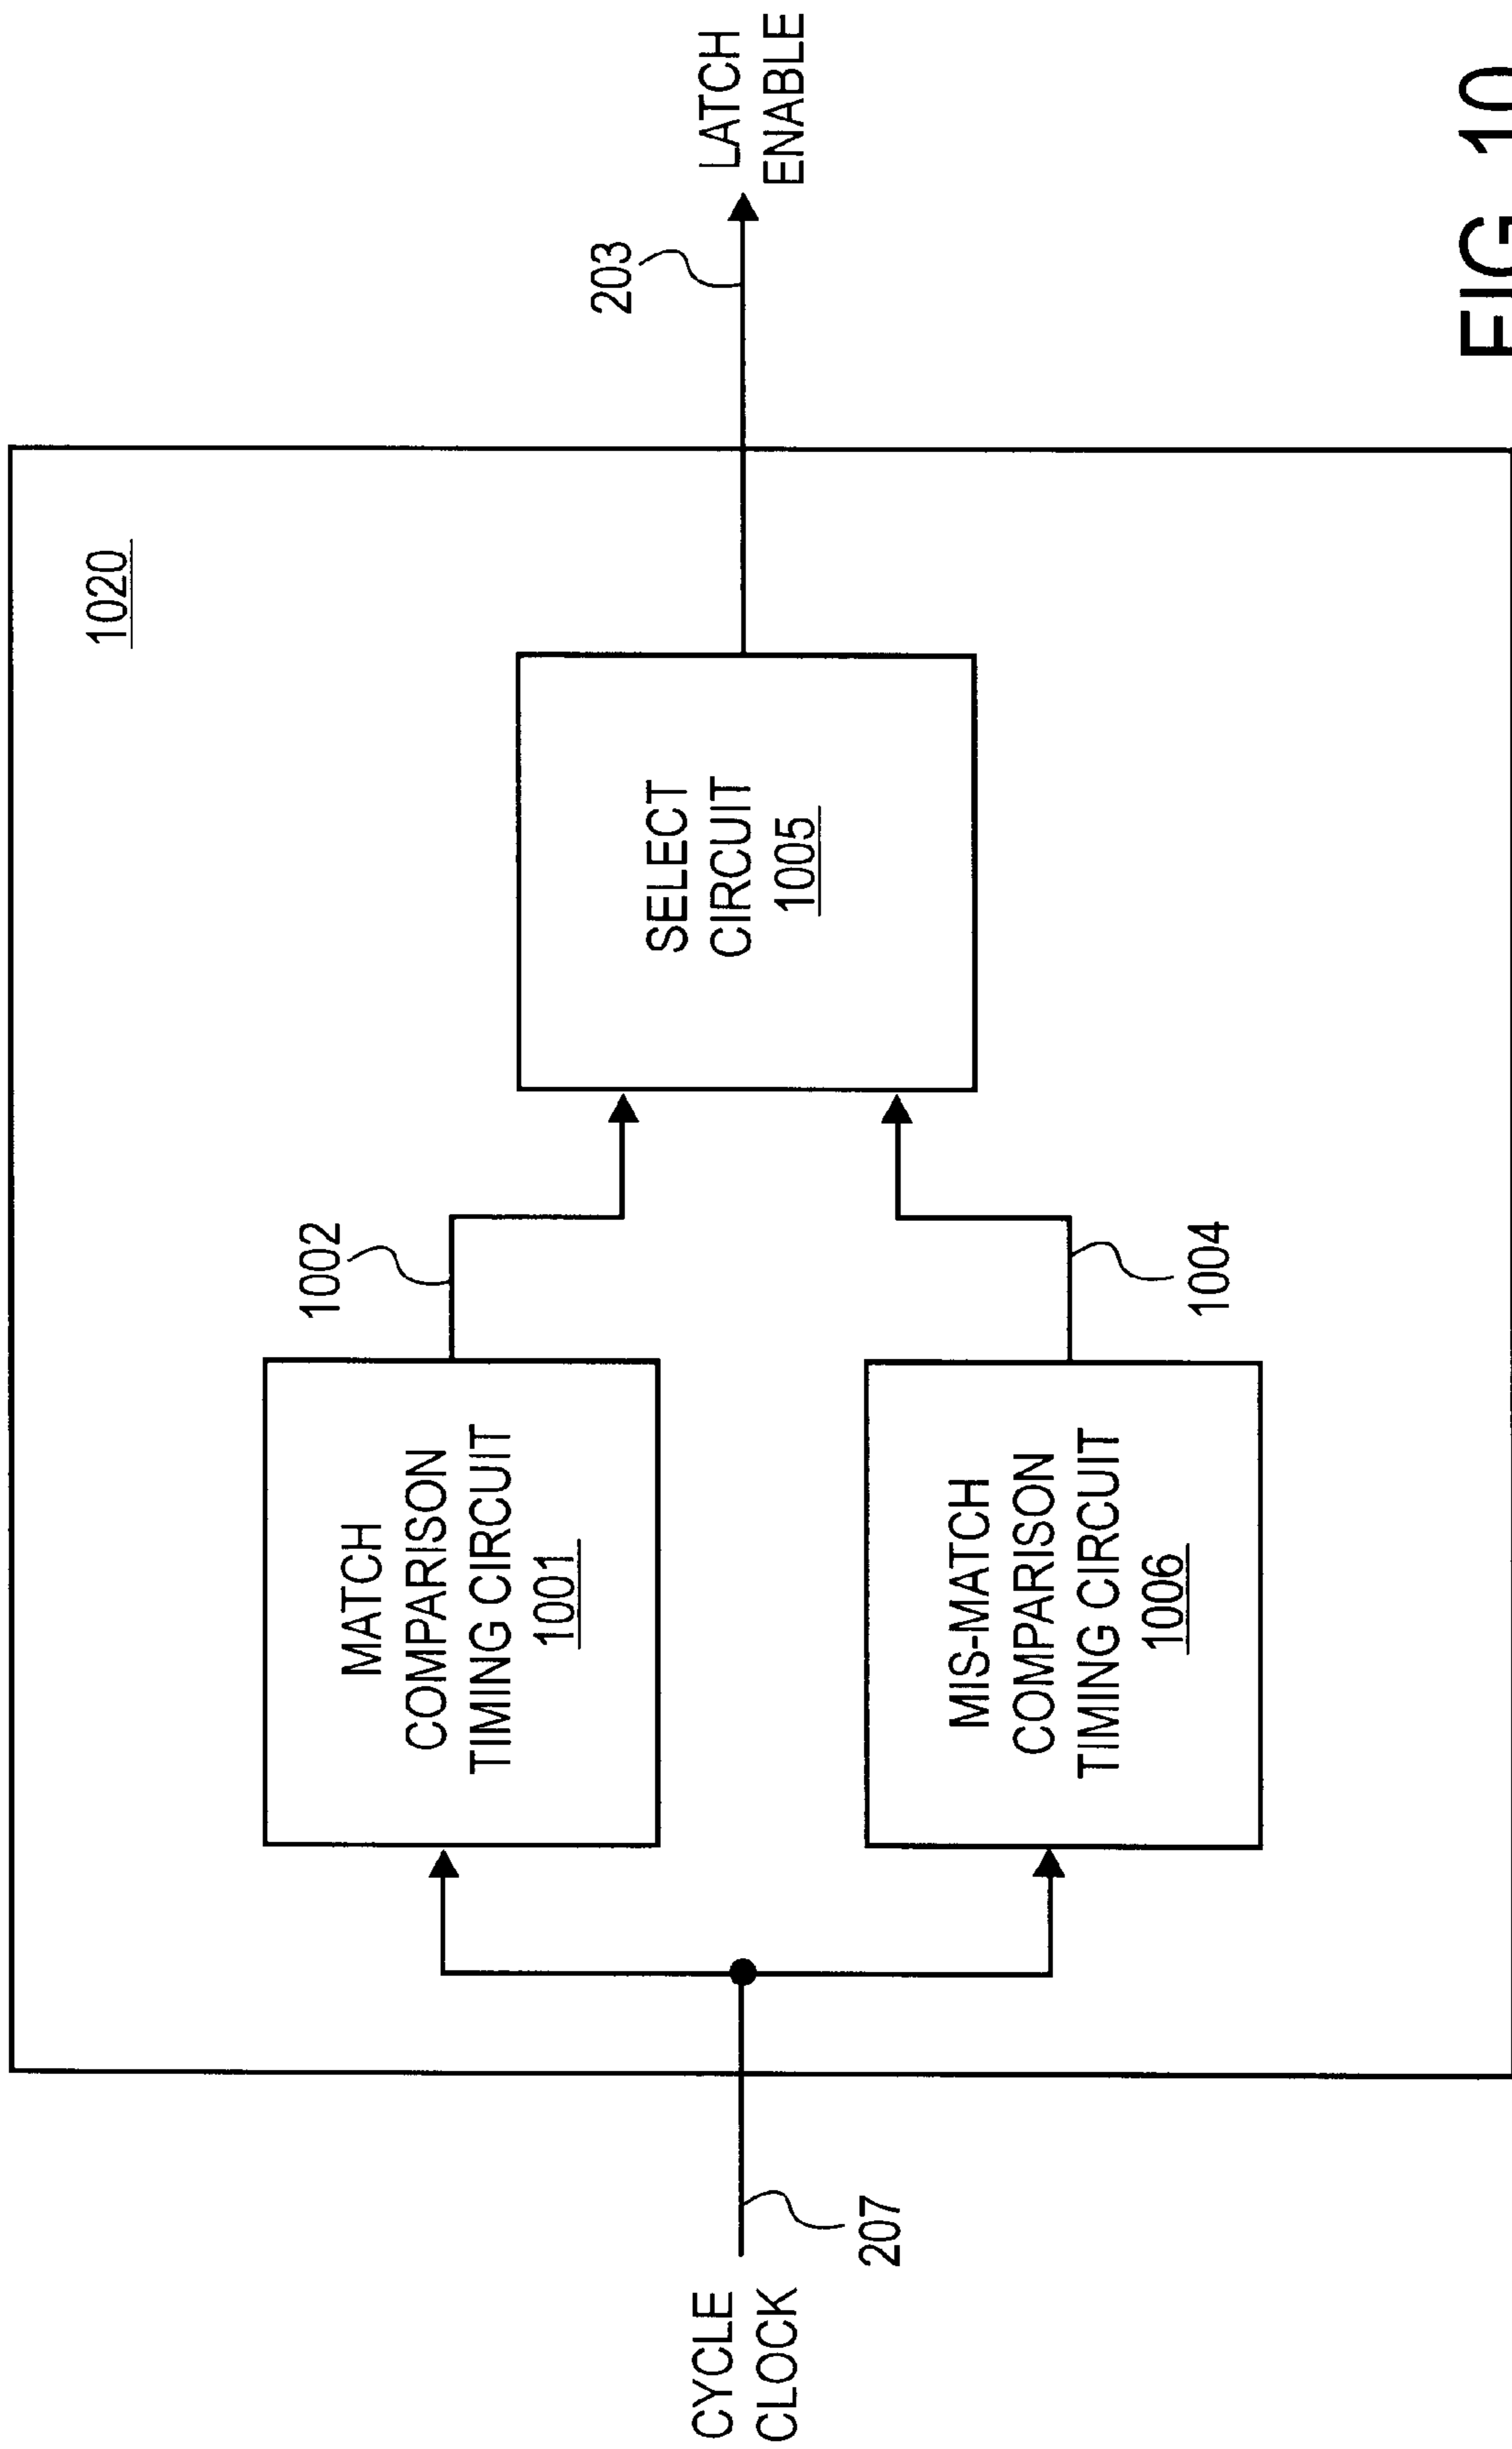 1020
CYCLE
CLOCK
207
MATCH
COMPARISON
TIMING CIRCUIT
1001
1002
MIS-MATCH
COMPARISON
TIMING CIRCUIT
1006
1004
SELECT
CIRCUIT
1005
203
LATCH
ENABLE
FIG 10